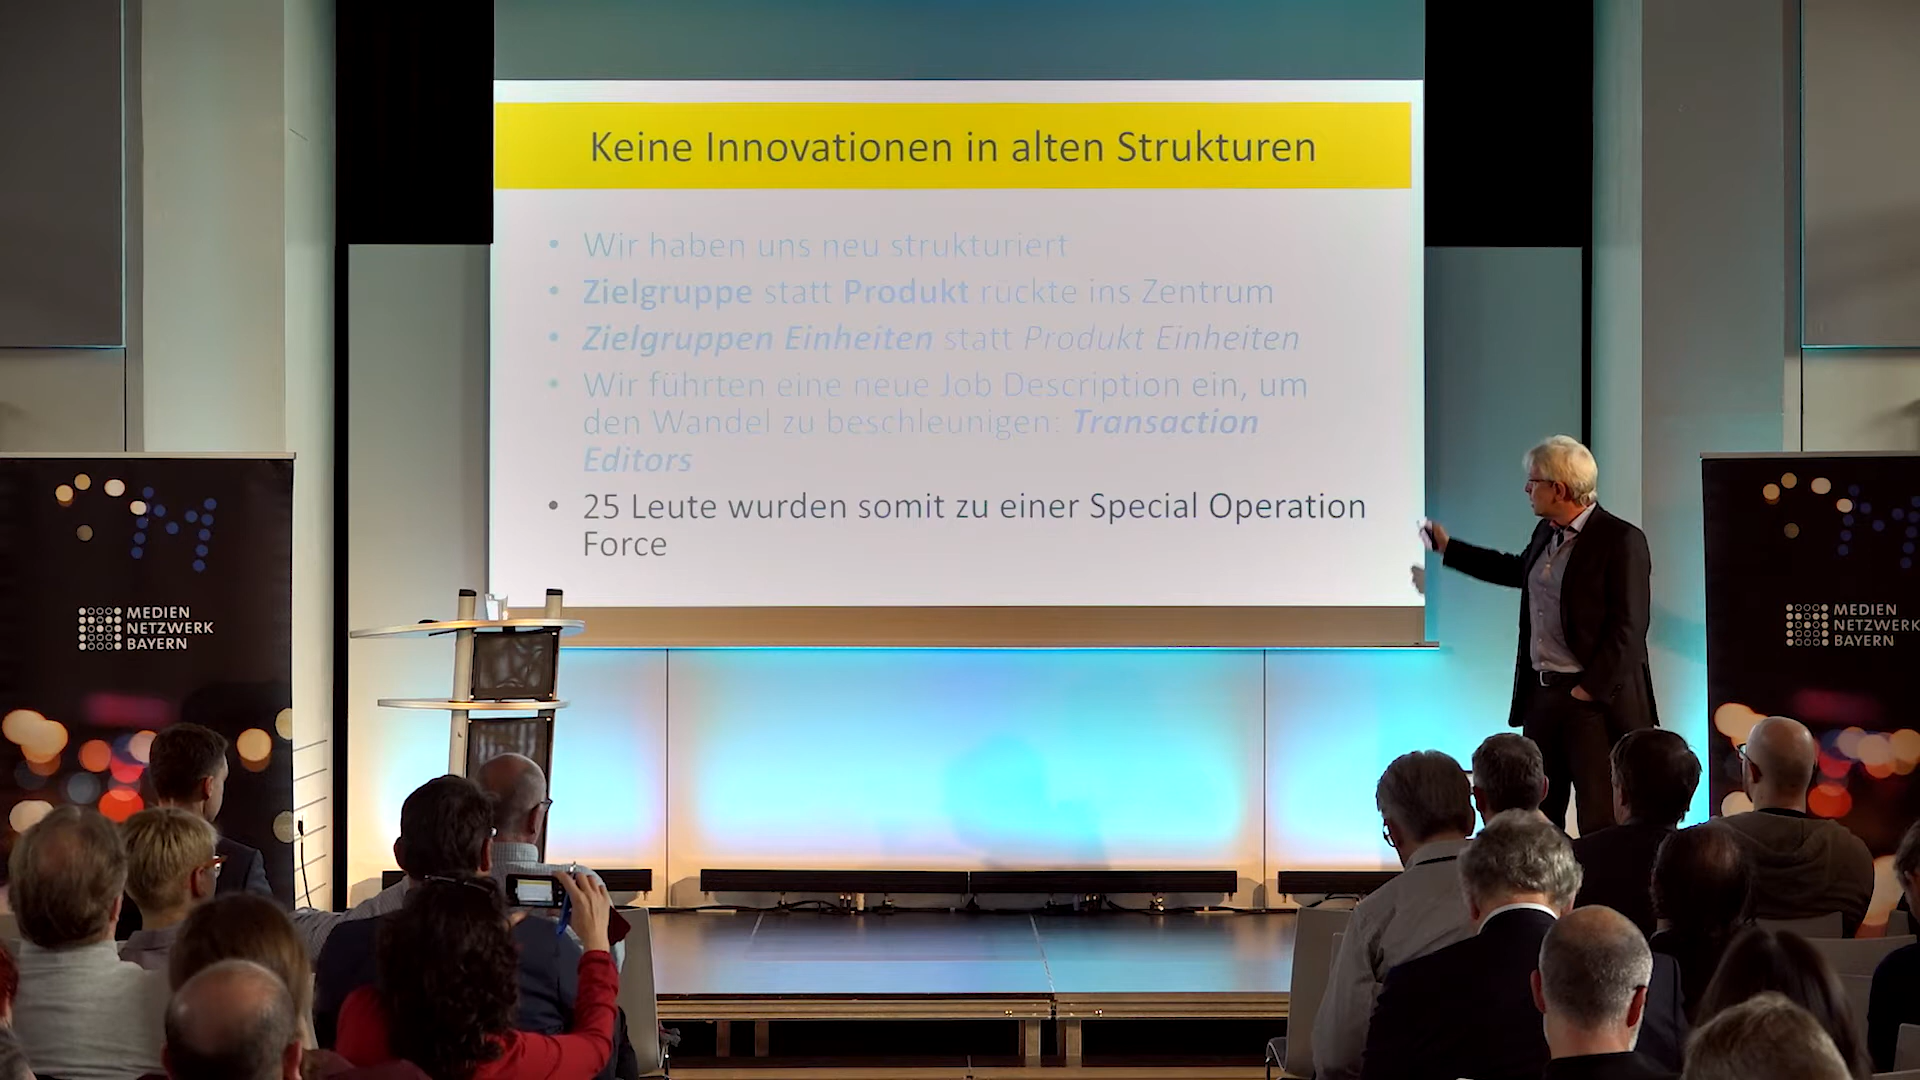 Keine Innovationen in alten Strukturen
• Wir haben uns neu strukturiert
• Zielgruppe statt Produkt rückte ins Zentrum
• Zielgruppen Einheiten statt Produkt Einheiten
• Wir führten eine neue Job Description ein, um
den Wandel zu beschleunigen: Transaction
Editors
• 25 Leute wurden somit zu einer Special Operation
Force
MEDIEN
NETZWERK
BAYERN
MEDIEN
NETZWERK
BAYERN